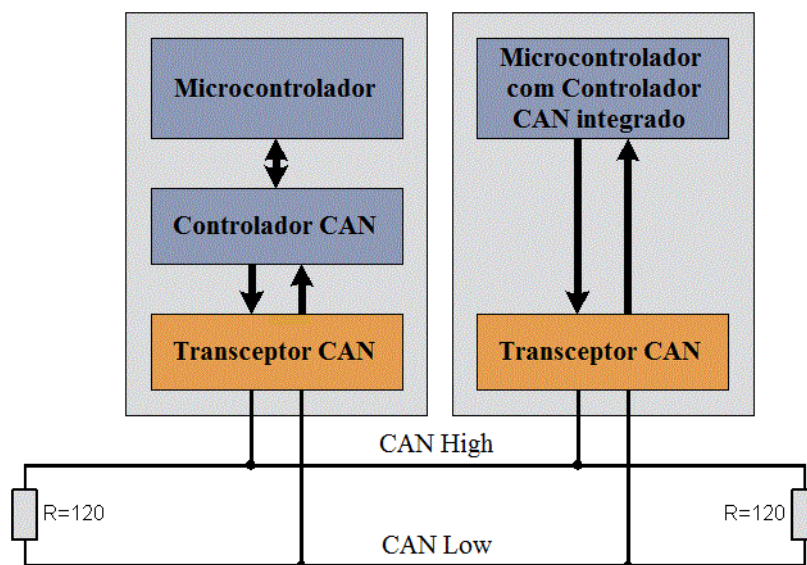 Microcontrolador
Controlador CAN
Transceptor CAN
Microcontrolador
com Controlador
CAN integrado
Transceptor CAN
CAN High
R=120
R=120
CAN Low